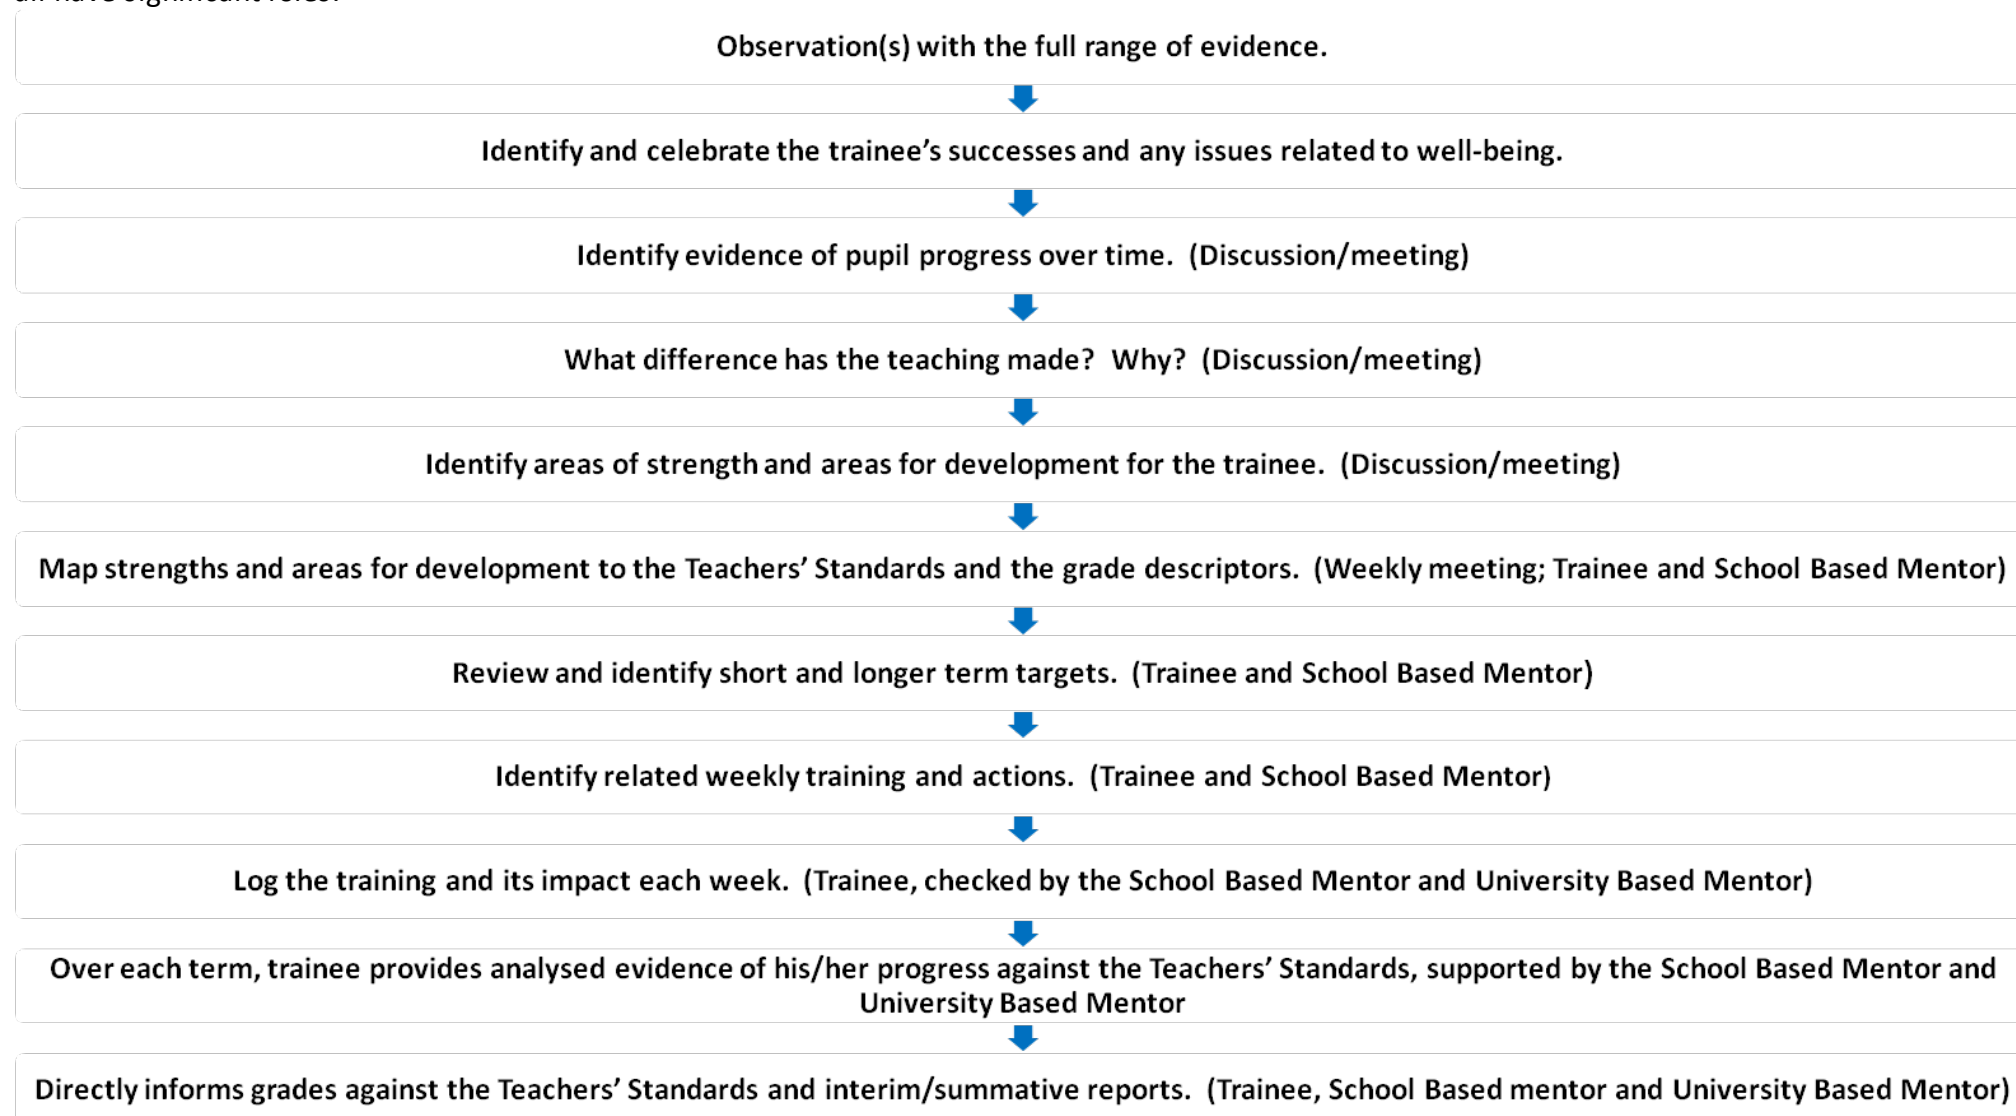 all have significant roles.
Observation(s) with the full range of evidence.
Identify and celebrate the trainee’s successes and any issues related to well-being.
Identify evidence of pupil progress over time.  (Discussion/meeting)
What difference has the teaching made?  Why?  (Discussion/meeting)
Identify areas of strength and areas for development for the trainee.  (Discussion/meeting)
Map strengths and areas for development to the Teachers’ Standards and the grade descriptors.  (Weekly meeting; Trainee and School Based Mentor)
Review and identify short and longer term targets.  (Trainee and School Based Mentor)
Identify related weekly training and actions.  (Trainee and School Based Mentor)
Log the training and its impact each week.  (Trainee, checked by the School Based Mentor and University Based Mentor)
Over each term, trainee provides analysed evidence of his/her progress against the Teachers’ Standards, supported by the School Based Mentor and
University Based Mentor
Directly informs grades against the Teachers’ Standards and interim/summative reports.  (Trainee, School Based mentor and University Based Mentor)